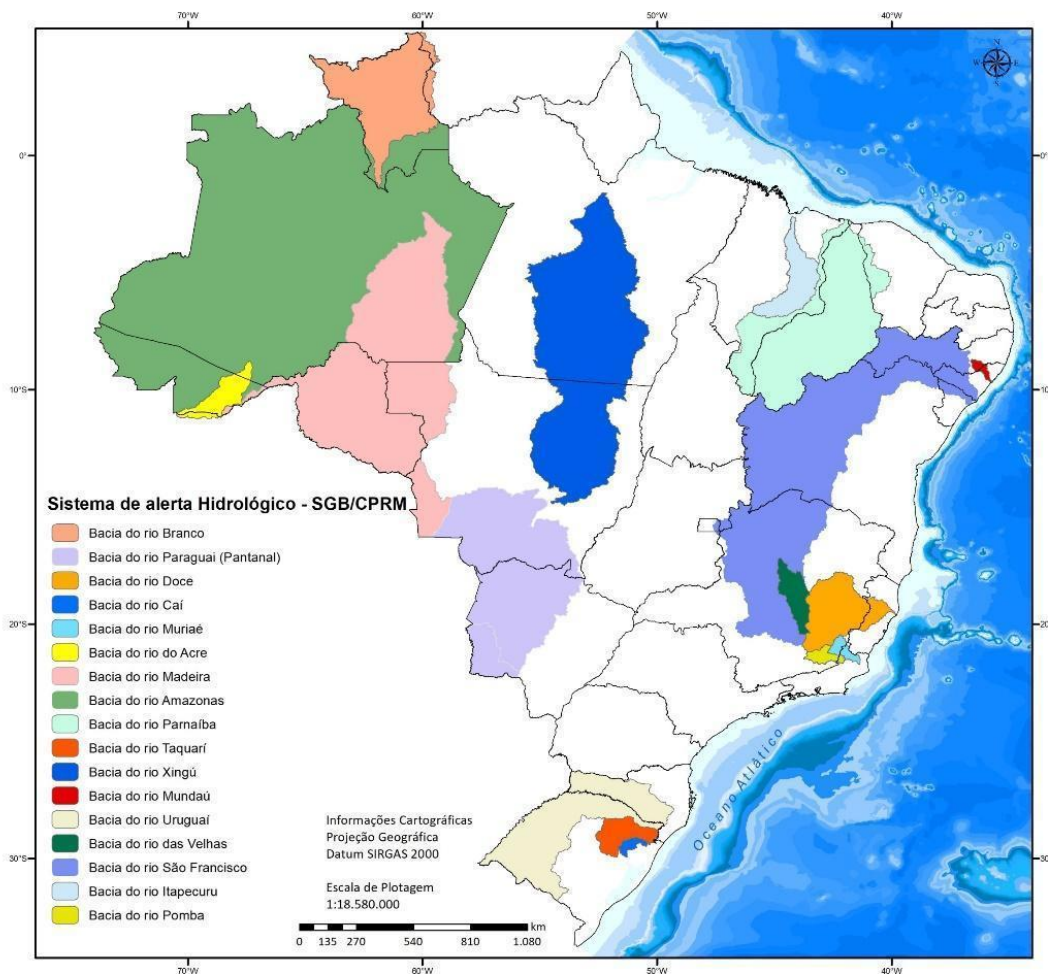 70°W 60°W 50°W 40°W
N
W E
S
0° 0°
10°S 10°S
Sistema de alerta Hidrológico - SGB/CPRM
Bacia do rio Branco
Bacia do rio Paraguai (Pantanal)
Bacia do rio Doce
Bacia do rio Caí
Bacia do rio Muriaé
Bacia do rio do Acre
Bacia do rio Madeira
Bacia do rio Amazonas
Bacia do rio Parnaíba
Bacia do rio Taquarí
Bacia do rio Xingú
Bacia do rio Mundaú
Bacia do rio Uruguaí
Bacia do rio das Velhas
Bacia do rio São Francisco
Bacia do rio Itapecuru
Bacia do rio Pomba
20°S 20°S
Oceano Atlático
Informações Cartográficas
Projeção Geográfica
Datum SIRGAS 2000
Escala de Plotagem
1:18.580.000
km
0 135 270 540 810 1.080
30°S 30°S
70°W 60°W 50°W 40°W